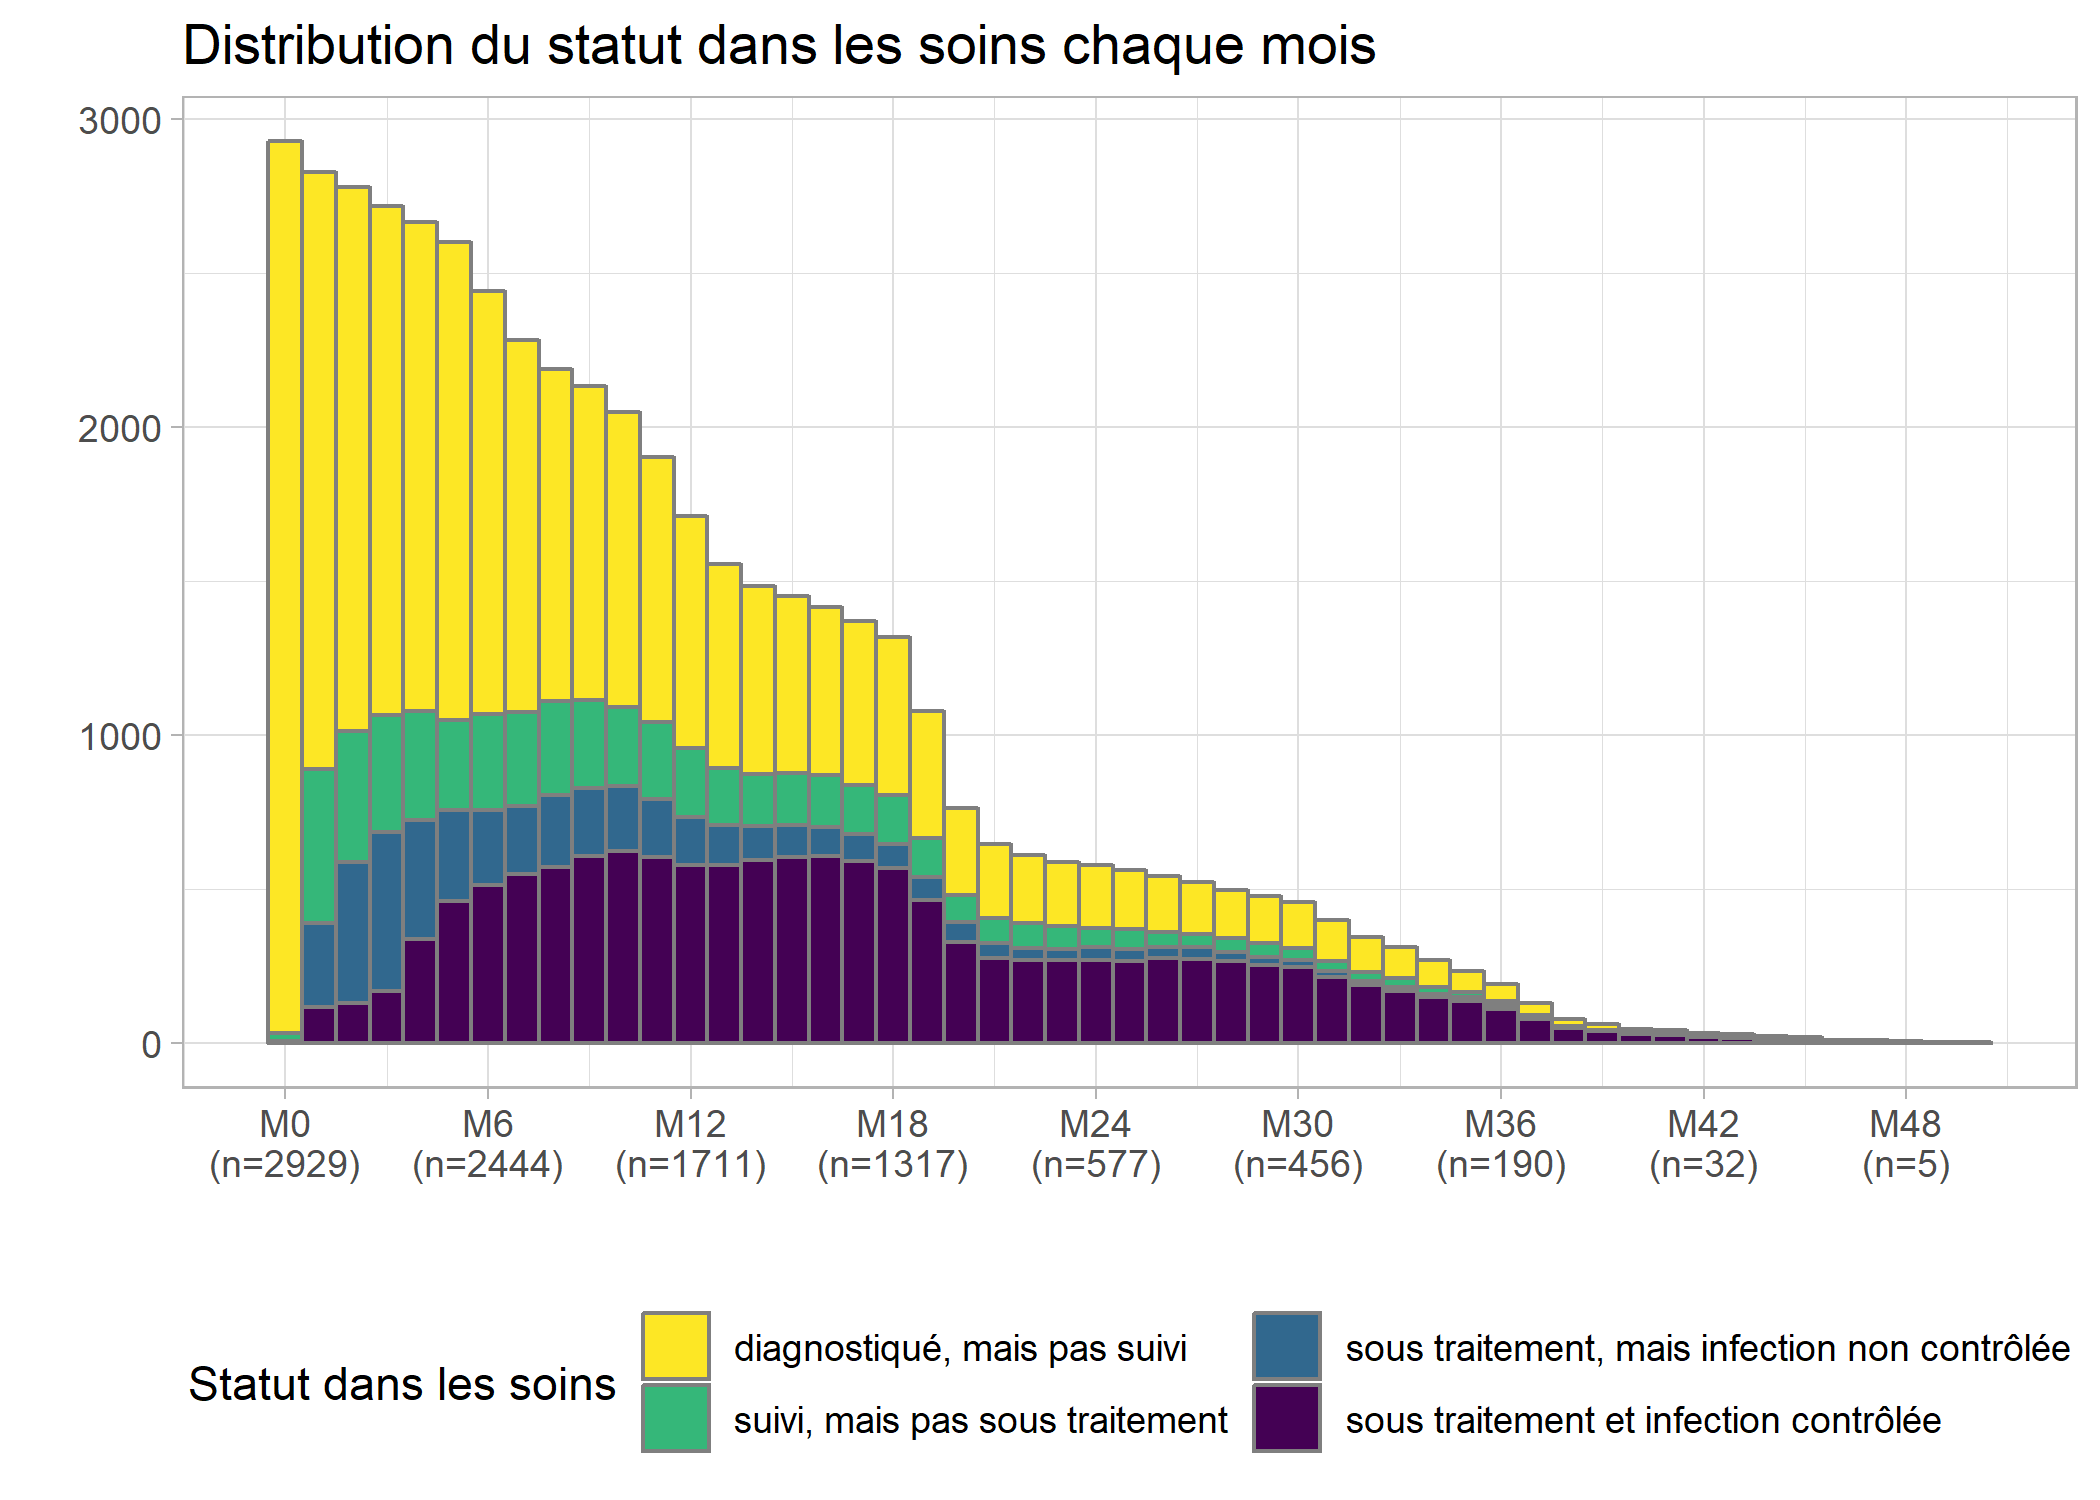 Distribution du statut dans les soins chaque mois
3000
2000
1000
0
M0 M6 M12 M18 M24 M30 M36 M42 M48
(n=2929) (n=2444) (n=1711) (n=1317) (n=577) (n=456) (n=190) (n=32) (n=5)
Statut dans les soins
diagnostiqué, mais pas suivi
suivi, mais pas sous traitement
sous traitement, mais infection non contrôlée
sous traitement et infection contrôlée